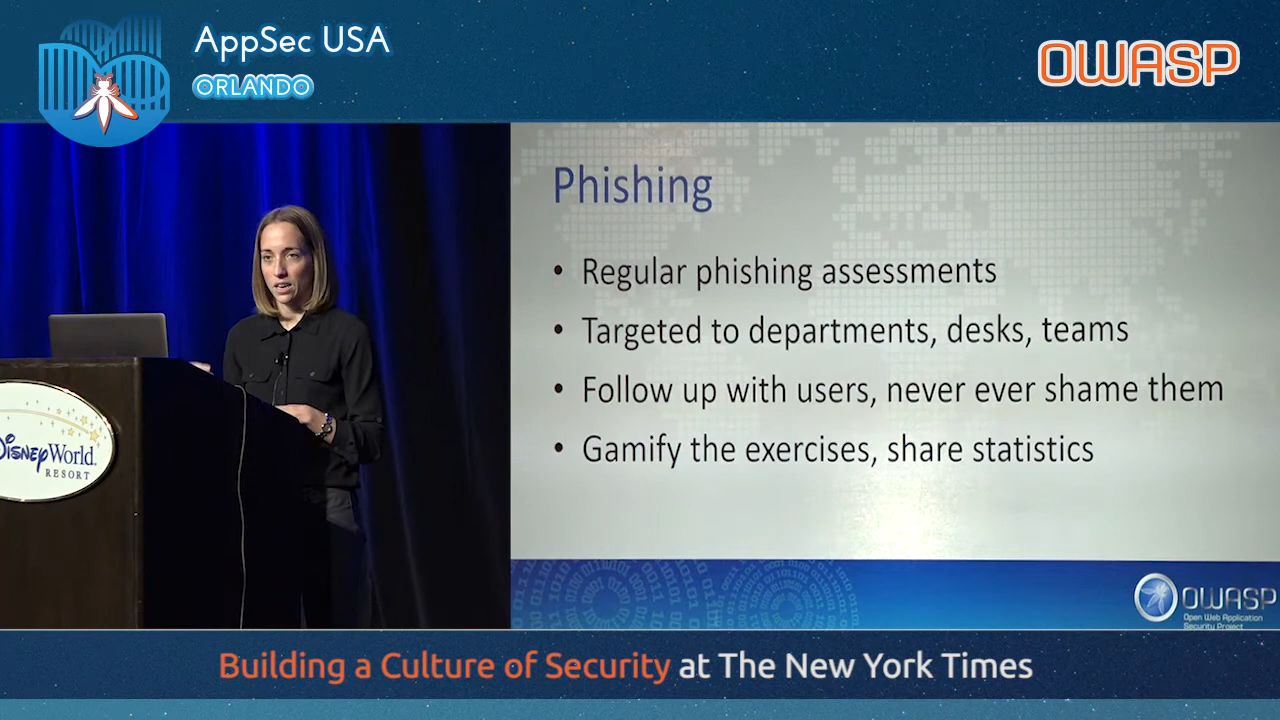 AppSec USA
ORLANDO
OWASP
Phishing
• Regular phishing assessments
• Targeted to departments, desks, teams
• Follow up with users, never ever shame them
• Gamify the exercises, share statistics
Disney World
RESORT
OWASP
Open Web Application
Security Project
Building a Culture of Security at The New York Times